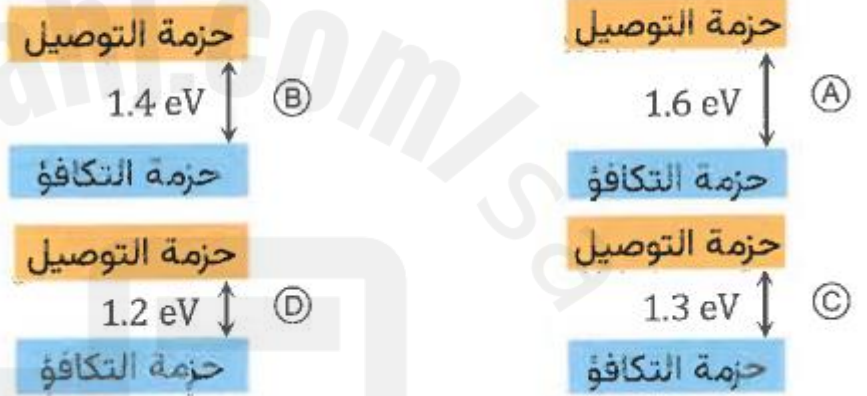 حزمة التوصيل
1.6 eV
A
حزمة التكافؤ
حزمة التوصيل
1.4 eV
B
حزمة التكافؤ
حزمة التوصيل
1.3 eV
C
حزمة التكافؤ
حزمة التوصيل
1.2 eV
D
حزمة التكافؤ